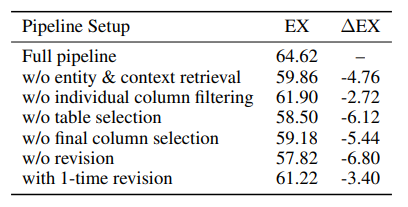 Pipeline Setup EX ΔEX
Full pipeline 64.62 –
w/o entity & context retrieval 59.86 -4.76
w/o individual column filtering 61.90 -2.72
w/o table selection 58.50 -6.12
w/o final column selection 59.18 -5.44
w/o revision 57.82 -6.80
with 1-time revision 61.22 -3.40